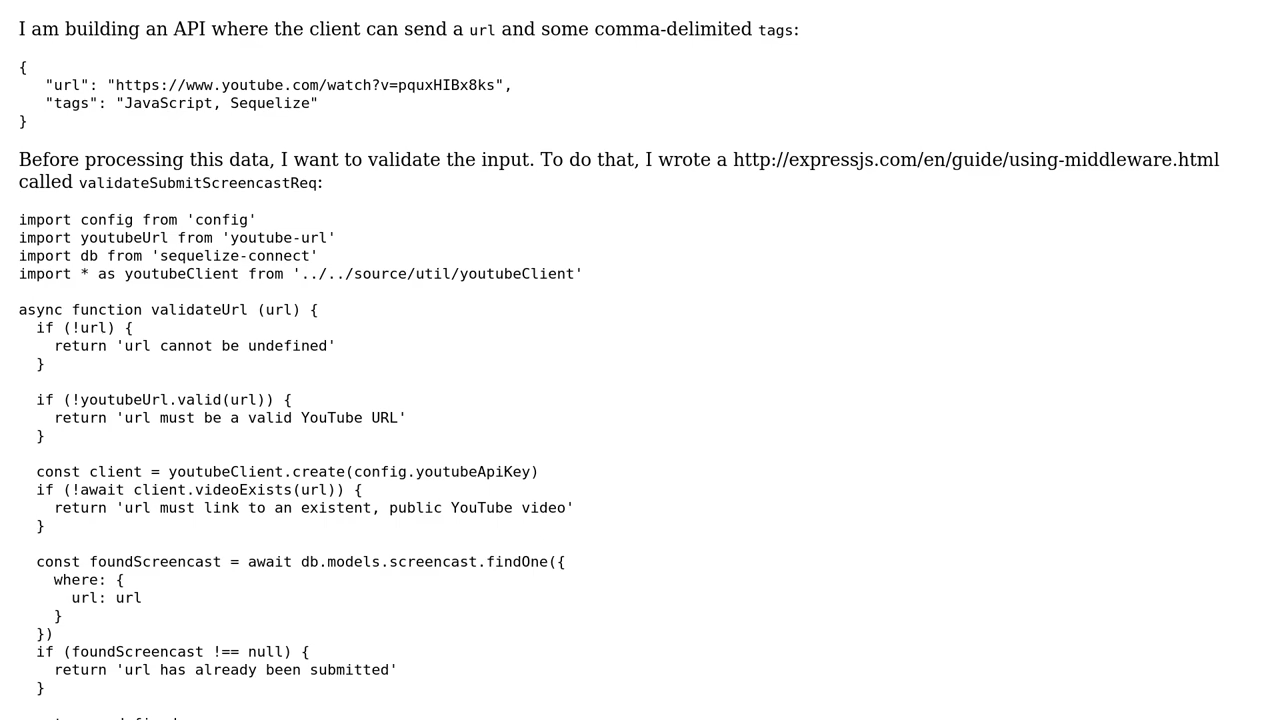 I am building an API where the client can send a url and some comma-delimited tags:
{
   "url": "https://www.youtube.com/watch?v=pquxHIBx8ks",
   "tags": "JavaScript, Sequelize"
}
Before processing this data, I want to validate the input. To do that, I wrote a http://expressjs.com/en/guide/using-middleware.html
called validateSubmitScreencastReq:
import config from 'config'
import youtubeUrl from 'youtube-url'
import db from 'sequelize-connect'
import * as youtubeClient from '../../source/util/youtubeClient'
async function validateUrl (url) {
  if (!url) {
    return 'url cannot be undefined'
  }
  if (!youtubeUrl.valid(url)) {
    return 'url must be a valid YouTube URL'
  }
  const client = youtubeClient.create(config.youtubeApiKey)
  if (!await client.videoExists(url)) {
    return 'url must link to an existent, public YouTube video'
  }
  const foundScreencast = await db.models.screencast.findOne({
    where: {
      url: url
    }
  })
  if (foundScreencast !== null) {
    return 'url has already been submitted'
  }